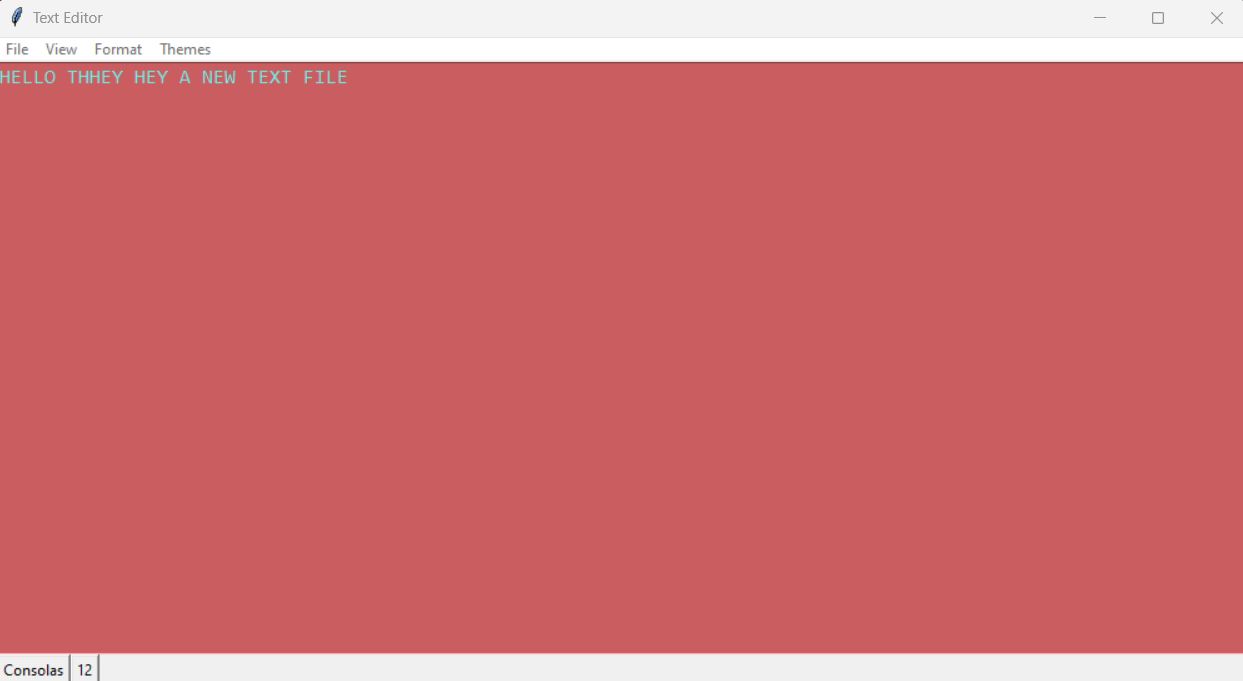 Text Editor
File View Format Themes
HELLO THHEY HEY A NEW TEXT FILE
Consolas 12